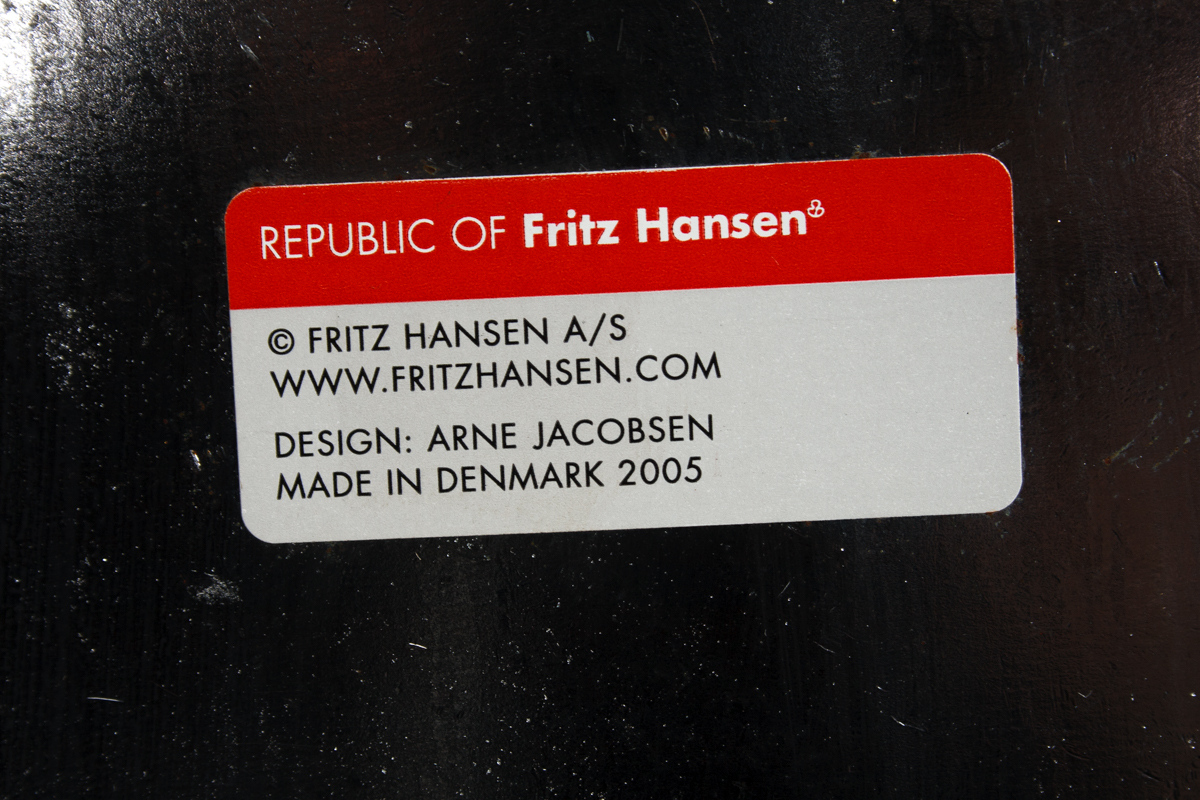 REPUBLIC OF Fritz Hansen
© FRITZ HANSEN A/S
WWW.FRITZHANSEN.COM
DESIGN: ARNE JACOBSEN
MADE IN DENMARK 2005